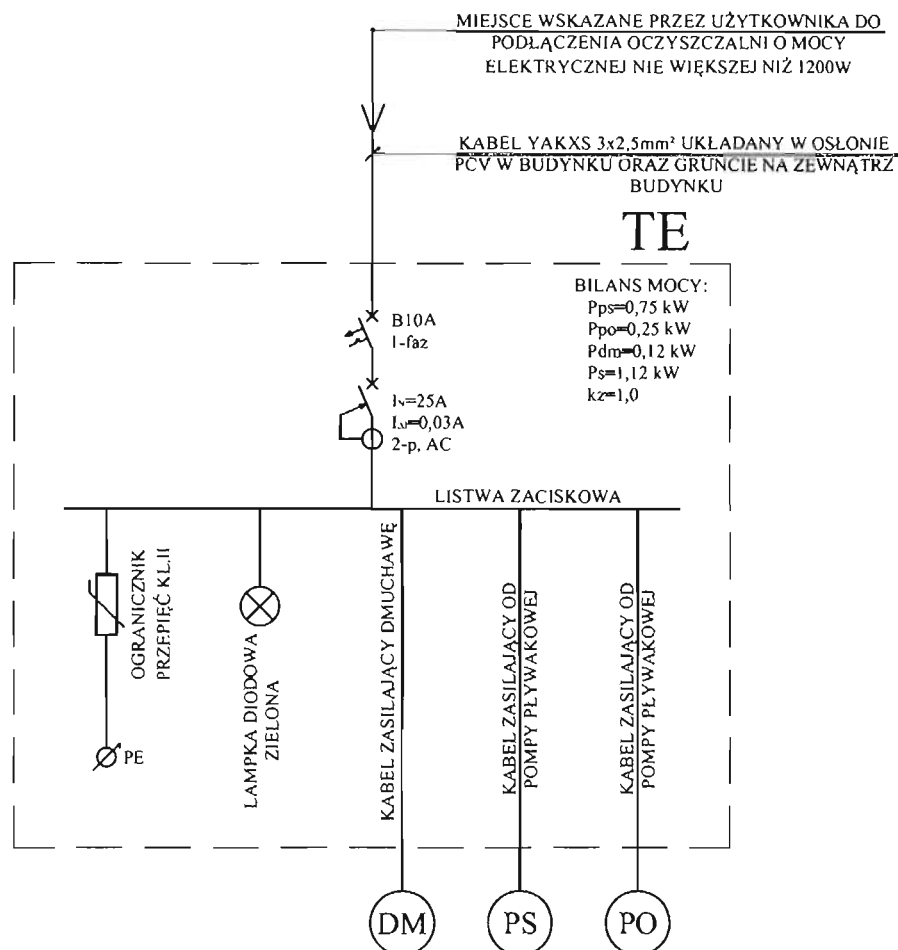 MIEJSCE WSKAZANE PRZEZ UŻYTKOWNIKA DO
PODŁĄCZENIA OCZYSZCZALNI O MOCY
ELEKTRYCZNEJ NIE WIĘKSZEJ NIŻ 1200W
KABEL YAKXS 3x2,5mm² UKŁADANY W OSŁONIE
PCV W BUDYNKU ORAZ GRUNCIE NA ZEWNĄTRZ
BUDYNKU
TE
BILANS MOCY:
Pps=0,75 kW
Ppo=0,25 kW
Pdm=0,12 kW
Ps=1,12 kW
kz=1,0
B10A
1-faz
IN=25A
IΔN=0,03A
2-p, AC
LISTWA ZACISKOWA
OGRANICZNIK
PRZEPIĘĆ KL.II
PE
LAMPKA DIODOWA
ZIELONA
KABEL ZASILAJĄCY DMUCHAWĘ
KABEL ZASILAJĄCY OD
POMPY PŁYWAKOWEJ
KABEL ZASILAJĄCY OD
POMPY PŁYWAKOWEJ
DM
PS
PO